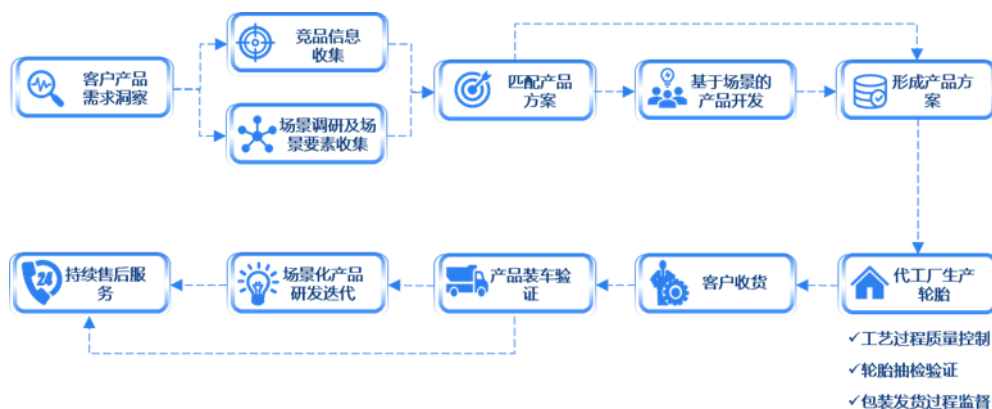 客户产品
需求洞察
竞品信息
收集
场景调研及场
景要素收集
匹配产品
方案
基于场景的
产品开发
形成产品方
案
持续售后服
务
场景化产品
研发迭代
产品装车验
证
客户收货
代工厂生产
轮胎
✓工艺过程质量控制
✓轮胎抽检验证
✓包装发货过程监督
24